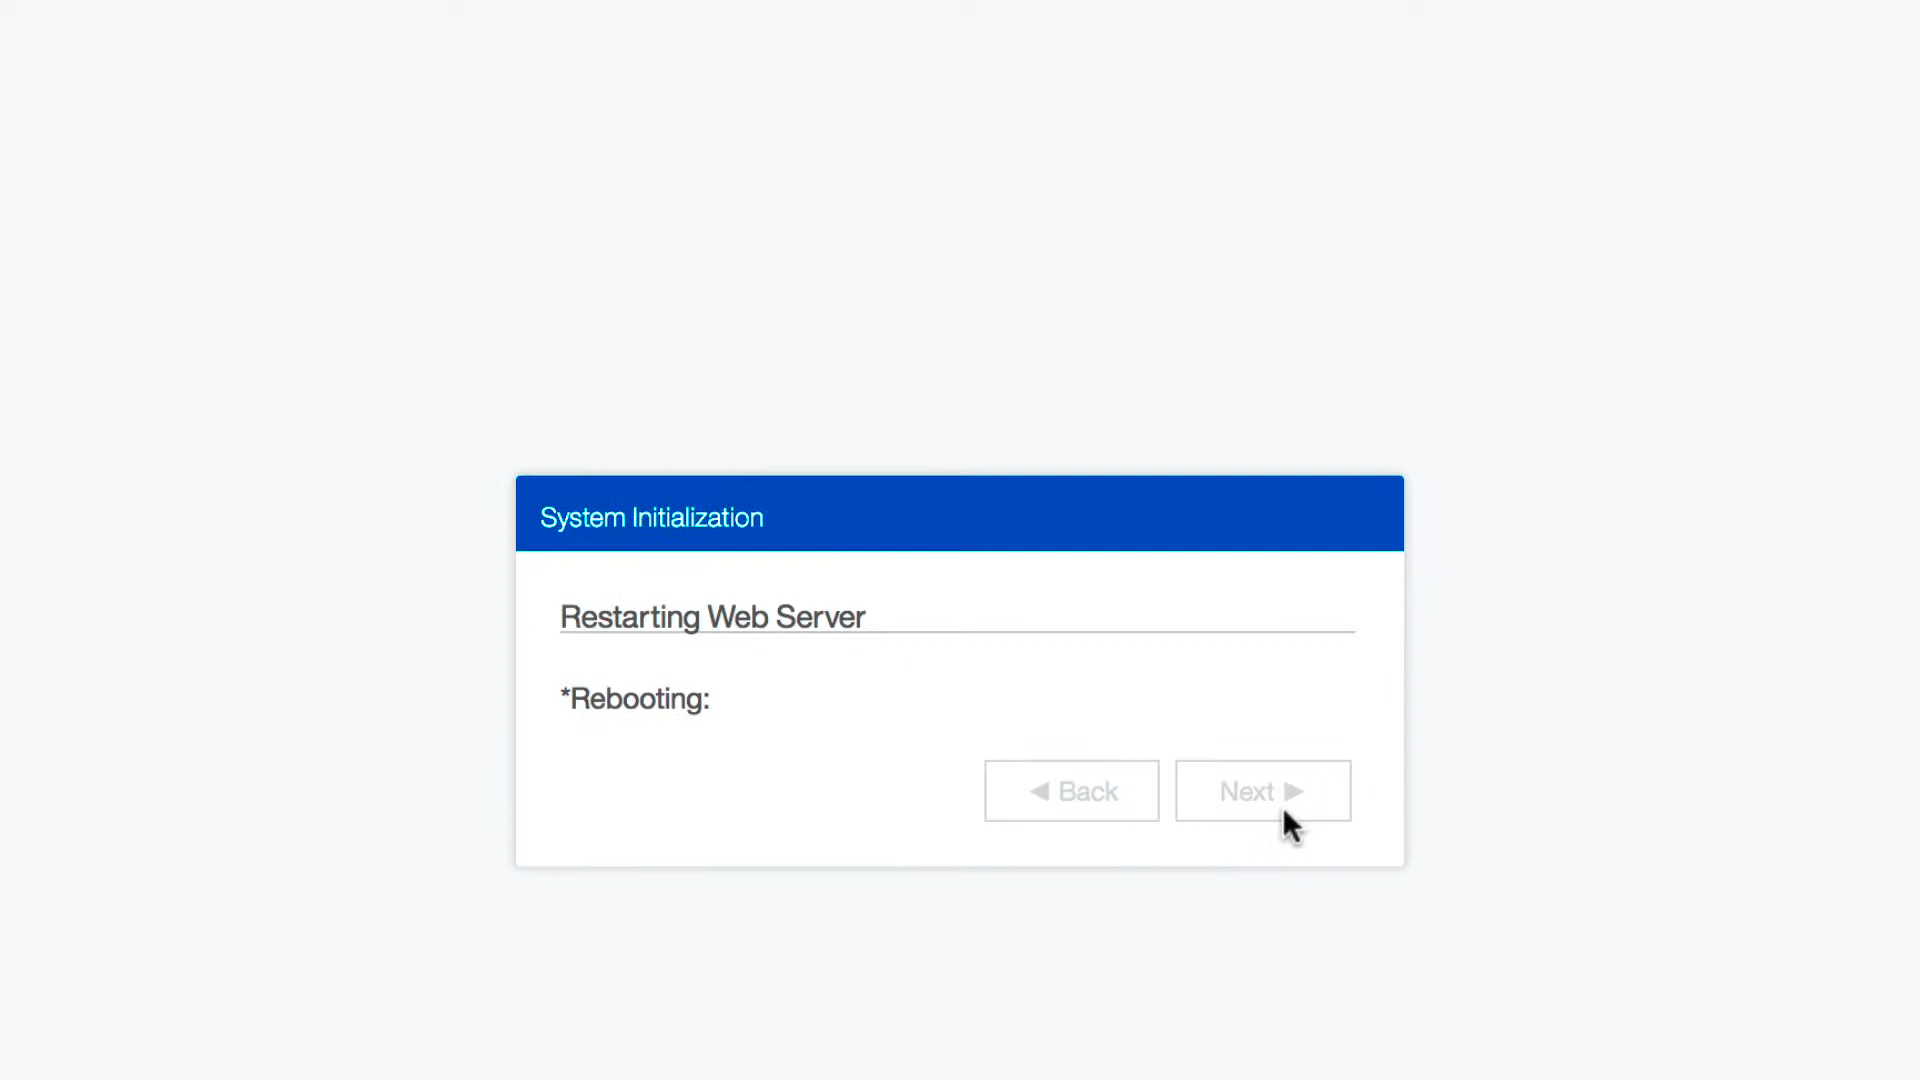 System Initialization
Restarting Web Server
*Rebooting:
◀ Back
Next ▶